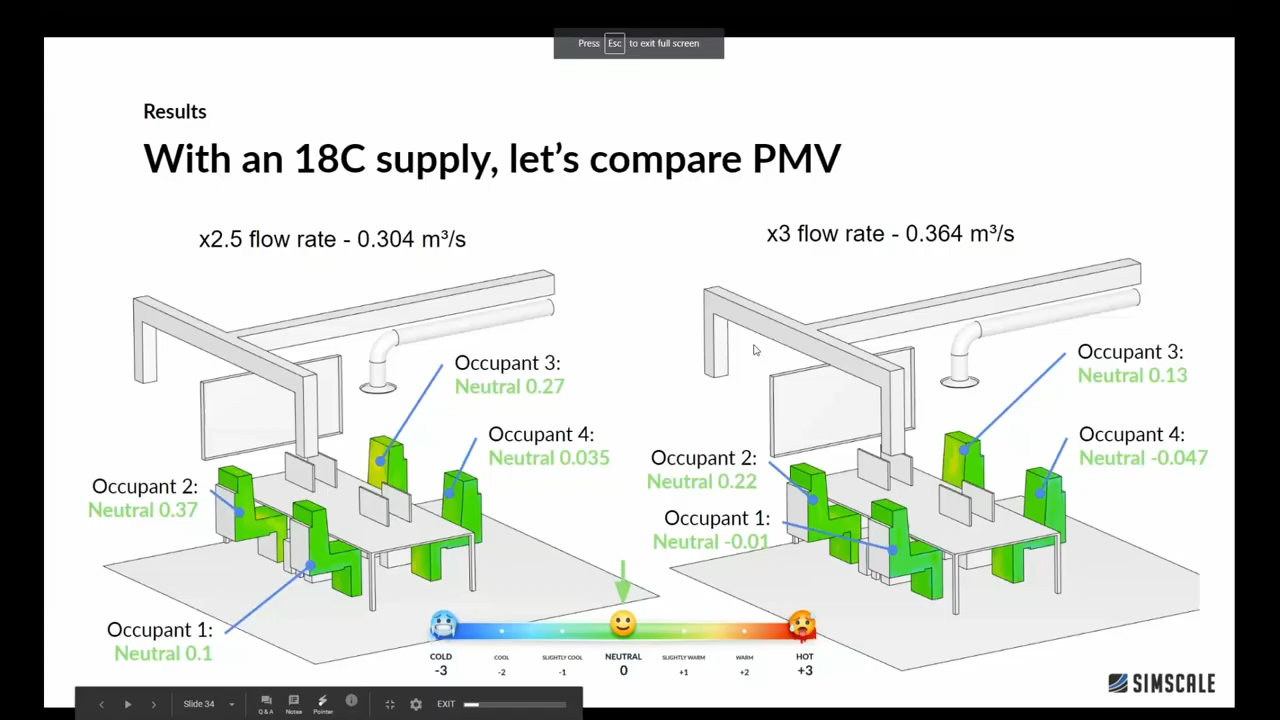 Press Esc to exit full screen
Results
With an 18C supply, let's compare PMV
x2.5 flow rate - 0.304 m³/s
x3 flow rate - 0.364 m³/s
Occupant 3:
Neutral 0.27
Occupant 4:
Neutral 0.035
Occupant 2:
Neutral 0.37
Occupant 1:
Neutral 0.1
Occupant 3:
Neutral 0.13
Occupant 4:
Neutral -0.047
Occupant 2:
Neutral 0.22
Occupant 1:
Neutral -0.01
COLD COOL SLIGHTLY COOL NEUTRAL SLIGHTLY WARM WARM HOT
-3 -2 -1 0 +1 +2 +3
SIMSCALE
Slide 34 Q & A Notes Pointer EXIT